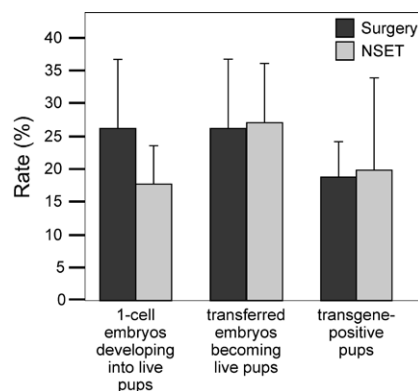 Surgery
NSET
Rate (%)
40
35
30
25
20
15
10
5
0
1-cell
embryos
developing
into live
pups
transferred
embryos
becoming
live pups
transgene-
positive
pups